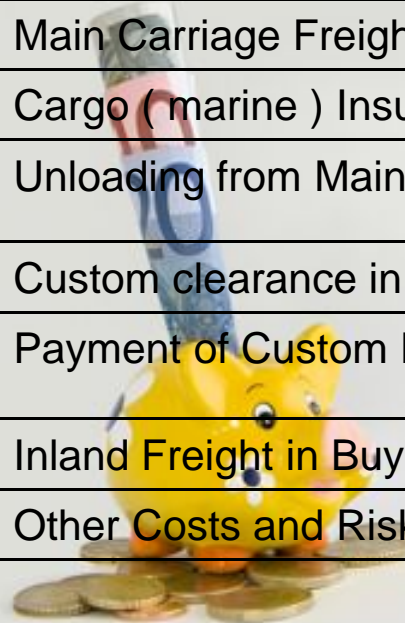 Main Carriage Freigh
Cargo ( marine ) Insu
Unloading from Main
Custom clearance in
Payment of Custom
Inland Freight in Buy
Other Costs and Risk